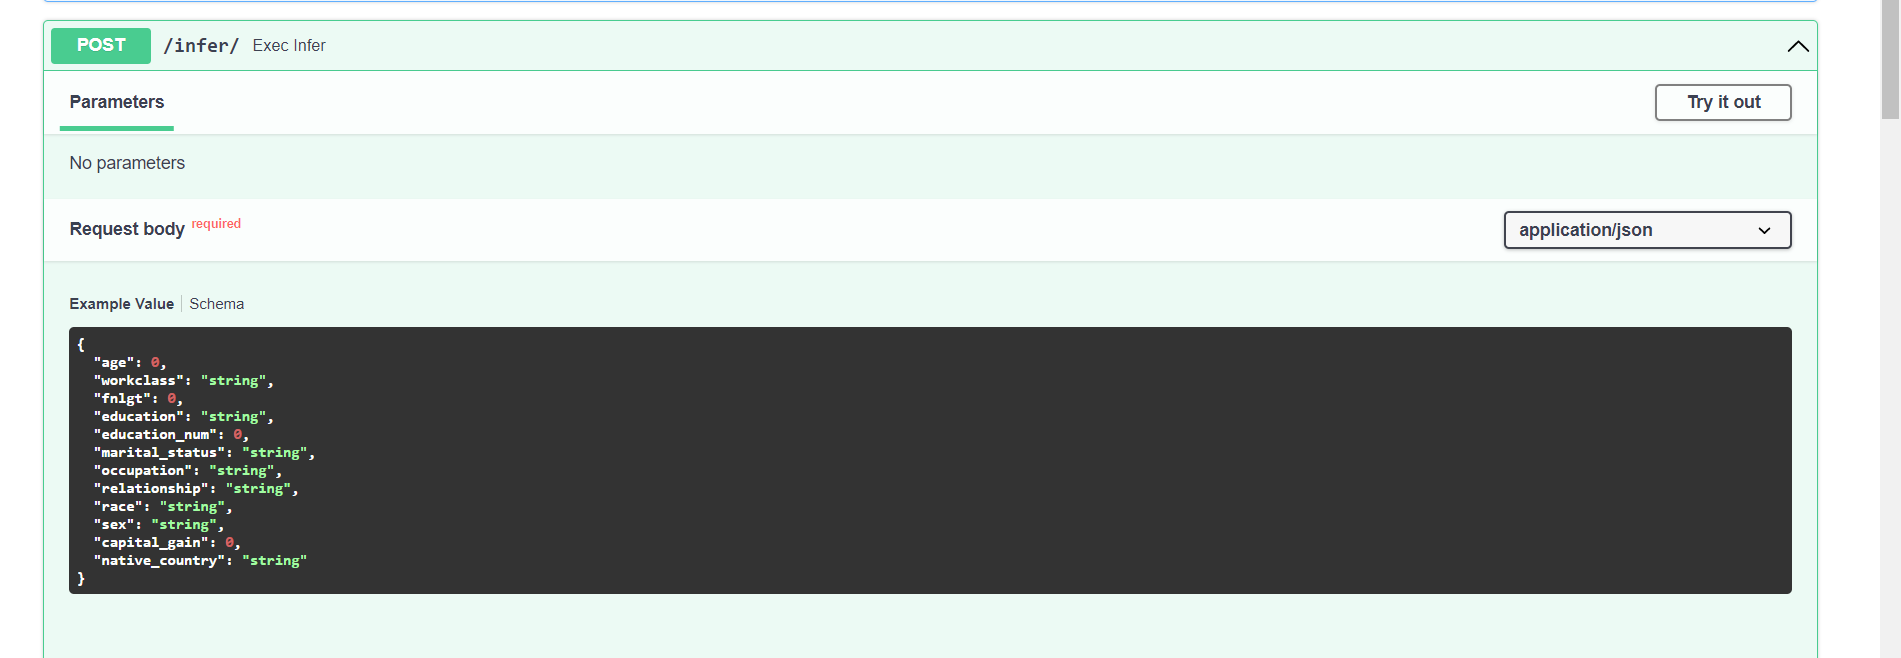 POST /infer/ Exec Infer
Parameters
Try it out
No parameters
Request body required
application/json
Example Value Schema
{
  "age": 0,
  "workclass": "string",
  "fnlgt": 0,
  "education": "string",
  "education_num": 0,
  "marital_status": "string",
  "occupation": "string",
  "relationship": "string",
  "race": "string",
  "sex": "string",
  "capital_gain": 0,
  "native_country": "string"
}